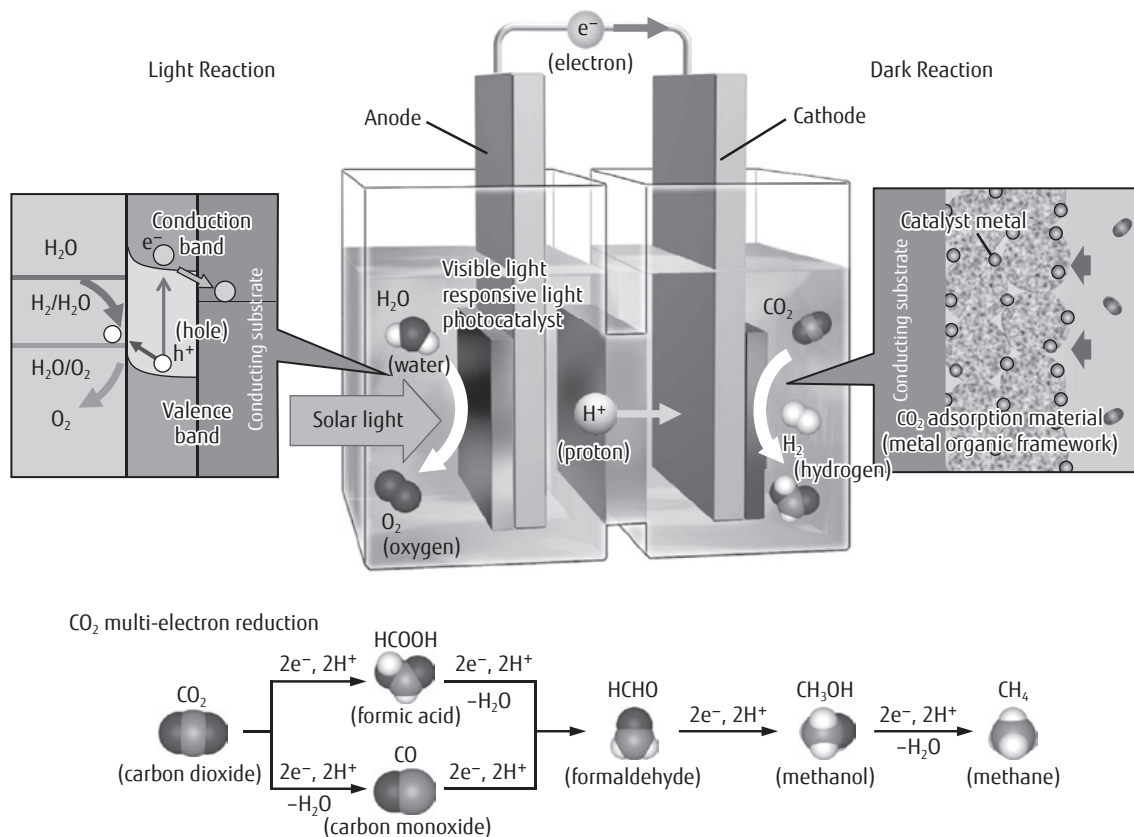 e⁻
(electron)
Light Reaction
Dark Reaction
Anode
Cathode
H₂O
Conduction
band
e⁻
H₂/H₂O
(hole)
h⁺
H₂O/O₂
O₂
Valence
band
Conducting substrate
Visible light
responsive light
photocatalyst
H₂O
(water)
Solar light
O₂
(oxygen)
H⁺
(proton)
CO₂
H₂
(hydrogen)
Conducting substrate
Catalyst metal
CO₂ adsorption material
(metal organic framework)
CO₂ multi-electron reduction
CO₂
(carbon dioxide)
2e⁻, 2H⁺
HCOOH
(formic acid)
2e⁻, 2H⁺
–H₂O
2e⁻, 2H⁺
–H₂O
CO
(carbon monoxide)
2e⁻, 2H⁺
HCHO
(formaldehyde)
2e⁻, 2H⁺
CH₃OH
(methanol)
2e⁻, 2H⁺
–H₂O
CH₄
(methane)